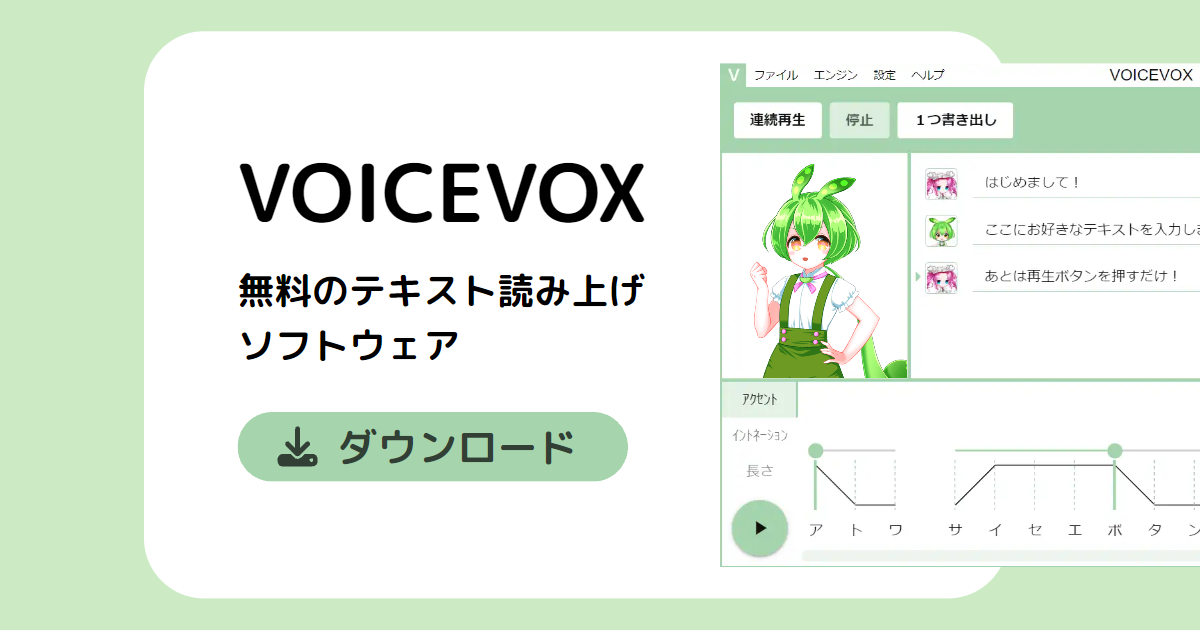 VOICEVOX
無料のテキスト読み上げ
ソフトウェア
ダウンロード
V ファイル エンジン 設定 ヘルプ VOICEVOX
連続再生 停止 1つ書き出し
はじめまして！
ここにお好きなテキストを入力しま
あとは再生ボタンを押すだけ！
アクセント
イントネーション
長さ
ア ト ワ サ イ セ エ ボ タ ン